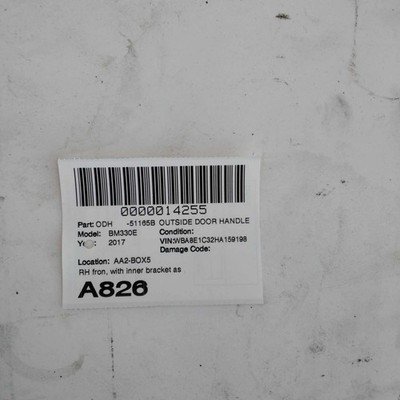 0000014255
Part: ODH -51165B OUTSIDE DOOR HANDLE
Model: BM330E Condition:
2017 VIN:WBA8E1C32HA159198
Damage Code:
Location: AA2-BOX5
RH fron, with inner bracket as
A826